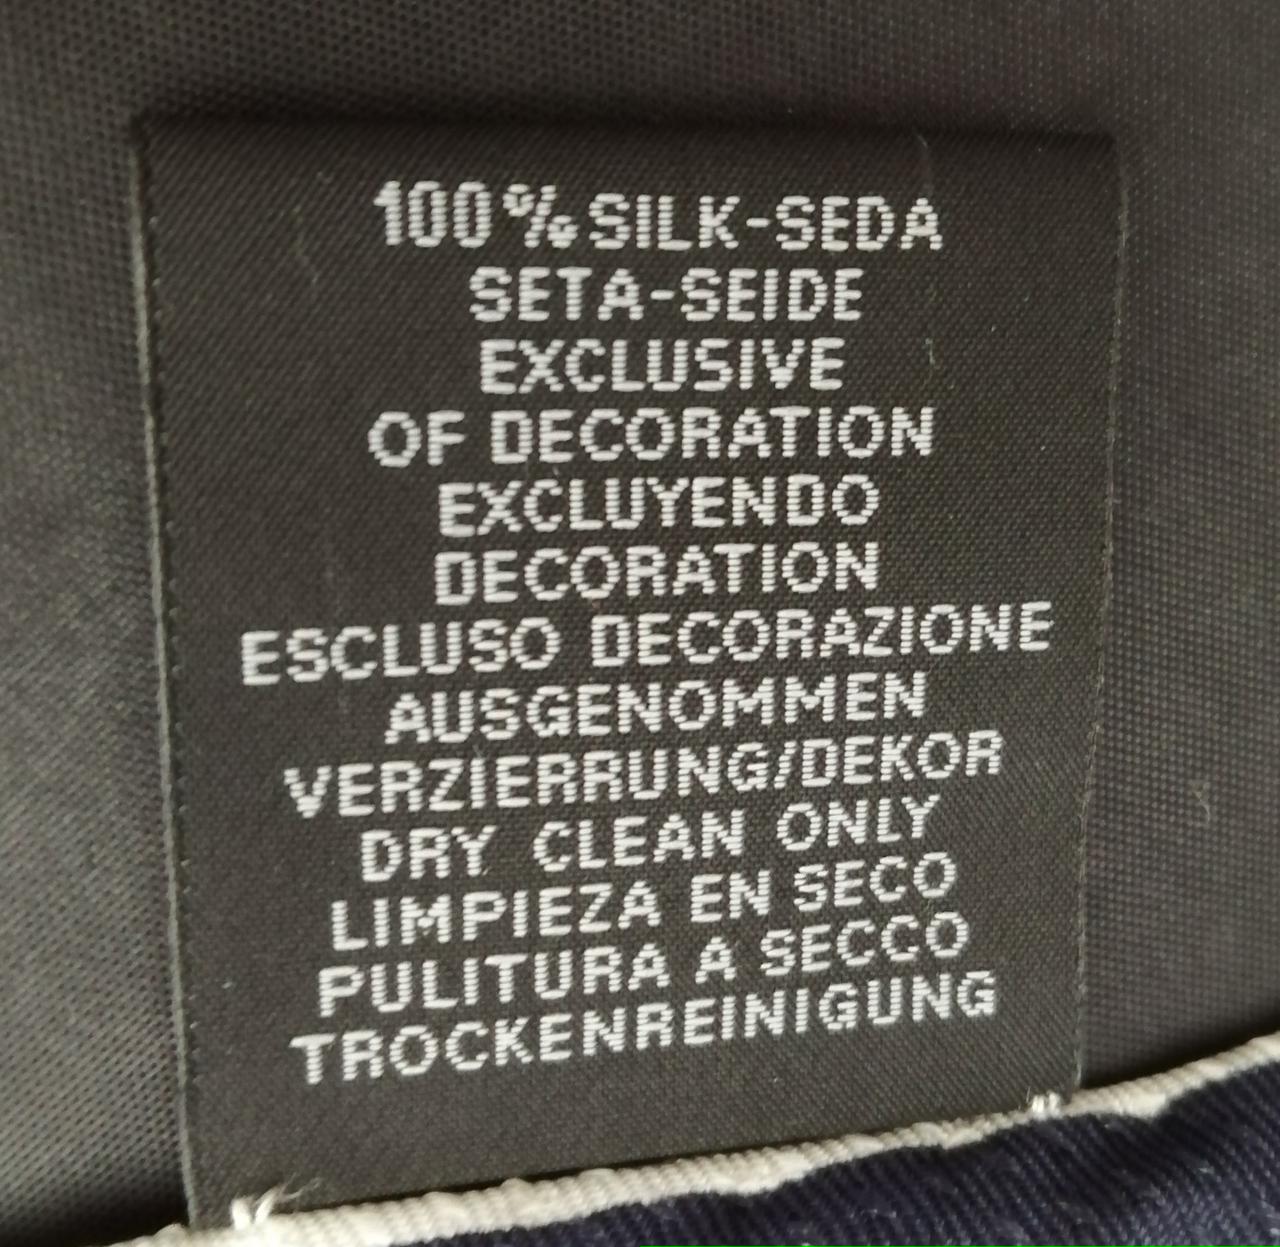 100% SILK-SEDA
SETA-SEIDE
EXCLUSIVE
OF DECORATION
EXCLUYENDO
DECORATION
ESCLUSO DECORAZIONE
AUSGENOMMEN
VERZIERRUNG/DEKOR
DRY CLEAN ONLY
LIMPIEZA EN SECO
PULITURA A SECCO
TROCKENREINIGUNG